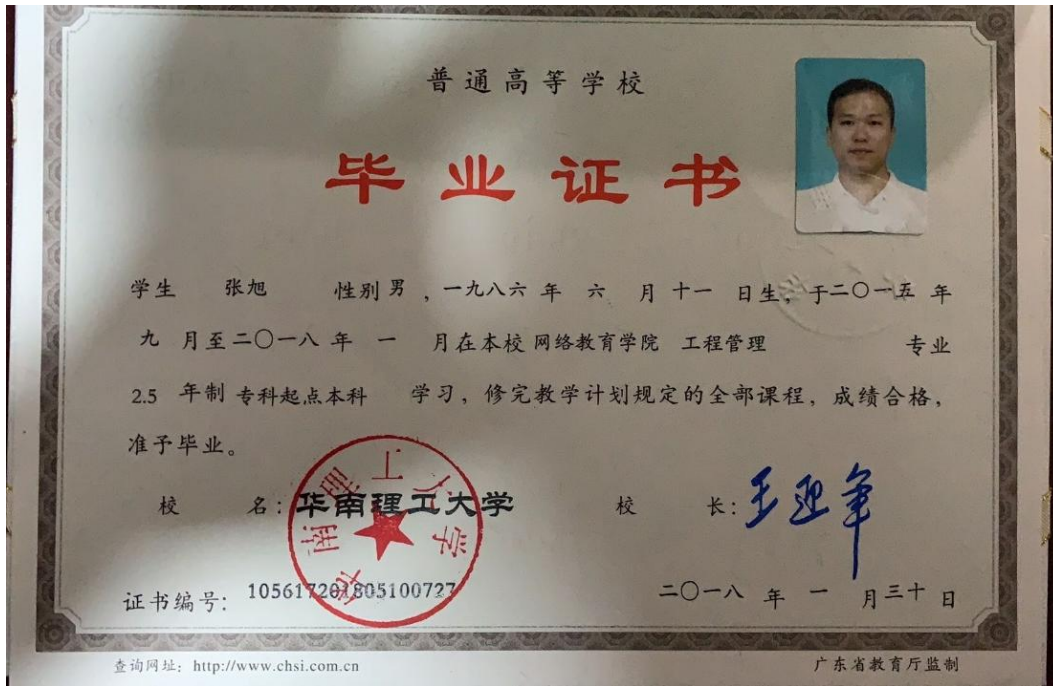 普通高等学校
毕业证书
学生 张旭 性别 男 ，一九八六 年 六 月 十一 日生，于二〇一五 年
九 月至二〇一八 年 一 月在本校 网络教育学院 工程管理 专业
2.5 年制 专科起点本科 学习，修完教学计划规定的全部课程，成绩合格，
准予毕业。
校 名：华南理工大学 校 长：王迎军
华南理工大学
证书编号：105617201805100727 二〇一八 年 一 月三十 日
查询网址：http://www.chsi.com.cn 广东省教育厅监制